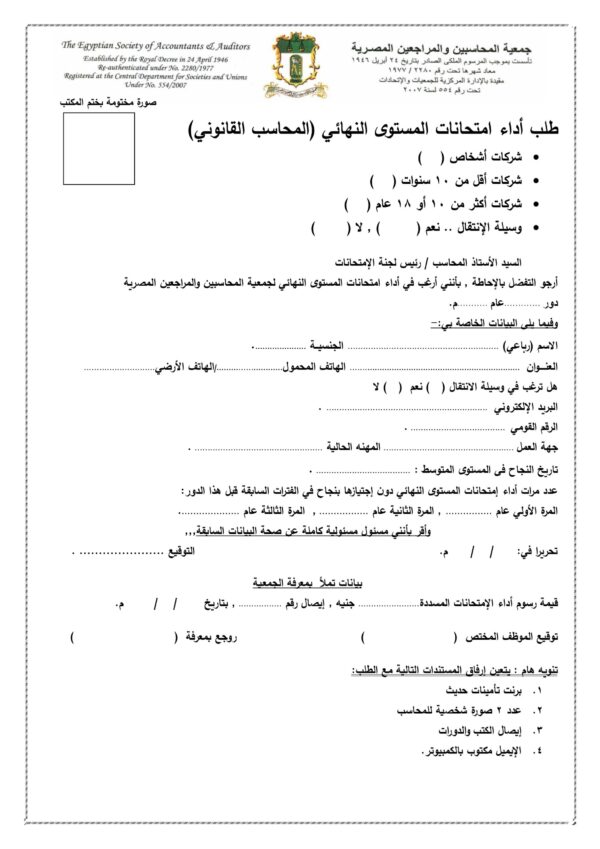 The Egyptian Society of Accountants & Auditors
Established by the Royal Decree in 24 April 1946
Re-authenticated under No. 2280/1977
Registered at the Central Department for Societies and Unions
Under No. 554/2007
جمعية المحاسبين والمراجعين المصرية
تأسست بموجب المرسوم الملكى الصادر بتاريخ ٢٤ أبريل ١٩٤٦
معاد شهرها تحت رقم ٢٢٨٠ / ١٩٧٧
مقيدة بالإدارة المركزية للجمعيات والإتحادات
تحت رقم ٥٥٤ لسنة ٢٠٠٧
صورة مختومة بختم المكتب
طلب أداء امتحانات المستوى النهائي (المحاسب القانوني)
• شركات أشخاص (    )
• شركات أقل من ١٠ سنوات (    )
• شركات أكثر من ١٠ أو ١٨ عام (    )
• وسيلة الإنتقال .. نعم (        ) , لا (        )
السيد الأستاذ المحاسب / رئيس لجنة الإمتحانات
أرجو التفضل بالإحاطة , بأنني أرغب في أداء امتحانات المستوى النهائي لجمعية المحاسبين والمراجعين المصرية
دور .............عام ..........م.
وفيما يلى البيانات الخاصة بي:-
الاسم (رباعي) ............................................ الجنسية ....................
العنــوان ............................................ الهاتف المحمول..................../الهاتف الأرضي............................
هل ترغب في وسيلة الانتقال (   ) نعم (   ) لا
البريد الإلكتروني ............................................ .
الرقم القومي .............................. .
جهة العمل ........................................ المهنه الحالية ........................................ .
تاريخ النجاح فى المستوى المتوسط : .............................. .
عدد مرات أداء إمتحانات المستوى النهائي دون إجتيازها بنجاح في الفترات السابقة قبل هذا الدور:
المرة الأولي عام ................ , المرة الثانية عام ................ , المرة الثالثة عام ....................
وأقر بأنني مسئول مسئولية كاملة عن صحة البيانات السابقة,,,
تحريرا في:    /    /    م.    التوقيع ......................
بيانات تملأ بمعرفة الجمعية
قيمة رسوم أداء الإمتحانات المسددة.................... جنيه , إيصال رقم .............. , بتاريخ    /    /    م.
توقيع الموظف المختص (                    )    روجع بمعرفة (                    )
تنويه هام : يتعين إرفاق المستندات التالية مع الطلب:
١. برنت تأمينات حديث
٢. عدد ٢ صورة شخصية للمحاسب
٣. إيصال الكتب والدورات
٤. الإيميل مكتوب بالكمبيوتر.